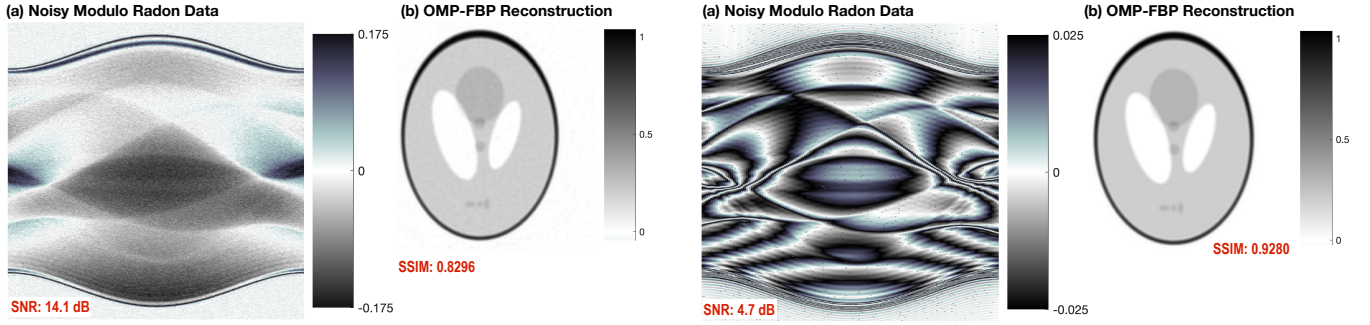 (a) Noisy Modulo Radon Data
(b) OMP-FBP Reconstruction
0.175
0
-0.175
SNR: 14.1 dB
1
0.5
0
SSIM: 0.8296
(a) Noisy Modulo Radon Data
(b) OMP-FBP Reconstruction
0.025
0
-0.025
SNR: 4.7 dB
1
0.5
0
SSIM: 0.9280